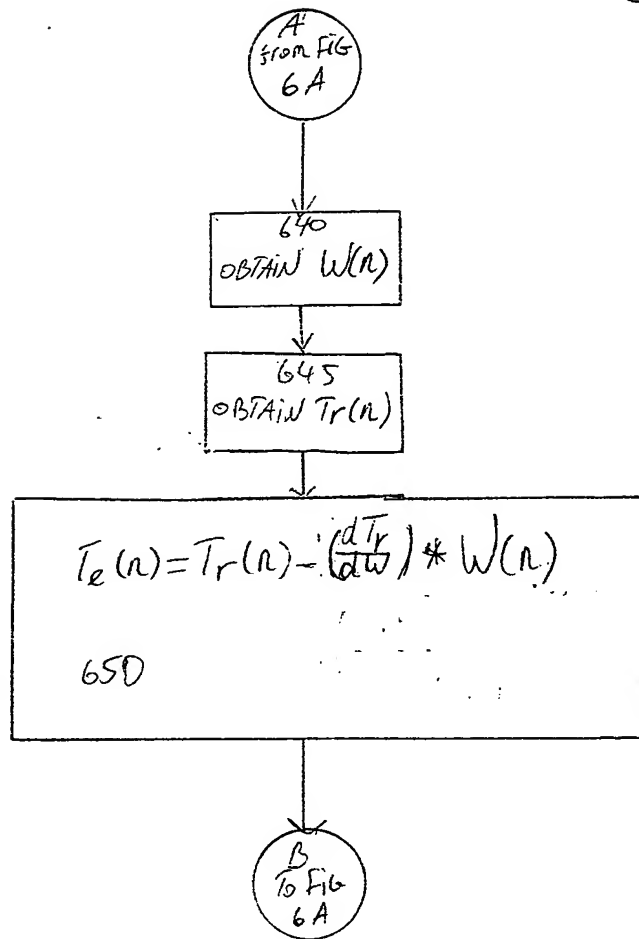 A
from FIG
6A
640
OBTAIN W(n)
645
OBTAIN Tr(n)
Te(n)=Tr(n)-(dTr/dW)*W(n)
650
B
To FiG
6A